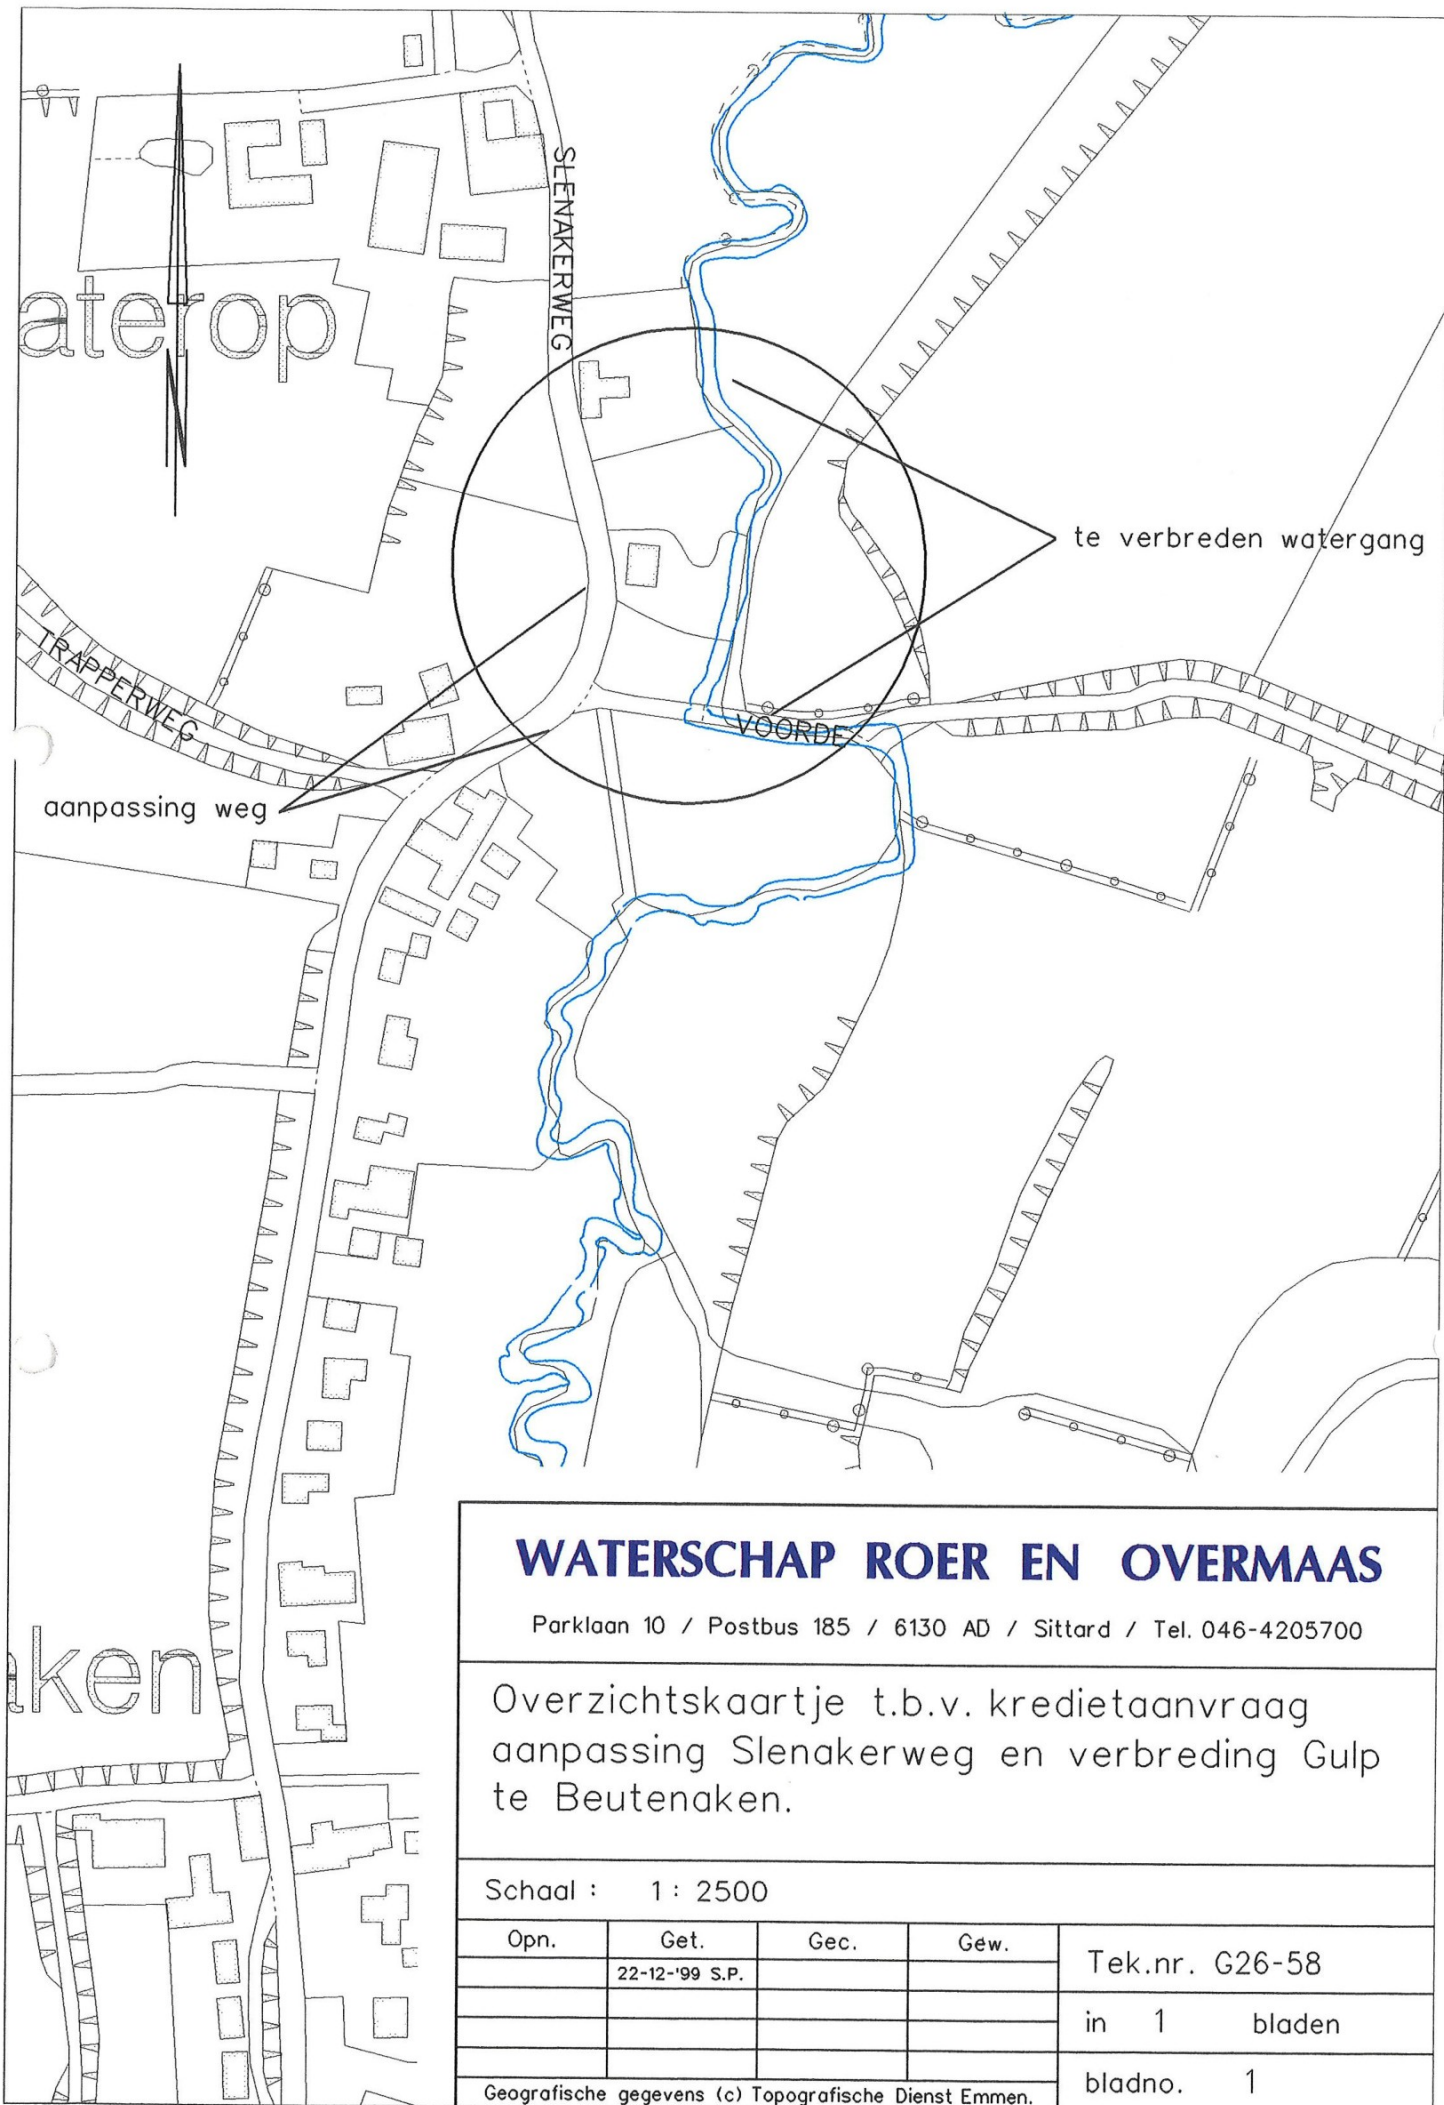 SLENAKERWEG
aterop
te verbreden watergang
TRAPPERWEG
VOORDE
aanpassing weg
N
aken
WATERSCHAP ROER EN OVERMAAS
Parklaan 10 / Postbus 185 / 6130 AD / Sittard / Tel. 046-4205700
Overzichtskaartje t.b.v. kredietaanvraag
aanpassing Slenakerweg en verbreding Gulp
te Beutenaken.
Schaal : 1 : 2500
Opn. Get. Gec. Gew.
22-12-'99 S.P.
Tek.nr. G26-58
in 1 bladen
bladno. 1
Geografische gegevens (c) Topografische Dienst Emmen.